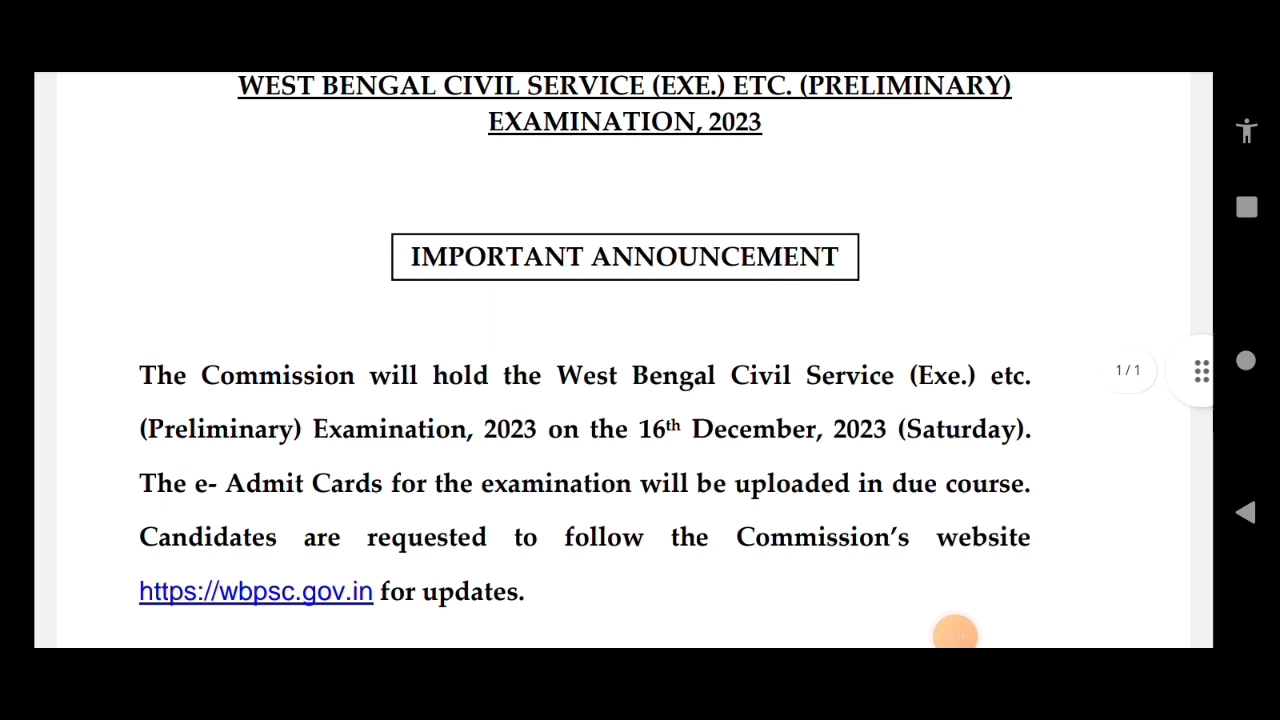 WEST BENGAL CIVIL SERVICE (EXE.) ETC. (PRELIMINARY)
EXAMINATION, 2023
IMPORTANT ANNOUNCEMENT
The Commission will hold the West Bengal Civil Service (Exe.) etc.
(Preliminary) Examination, 2023 on the 16th December, 2023 (Saturday).
The e- Admit Cards for the examination will be uploaded in due course.
Candidates are requested to follow the Commission's website
https://wbpsc.gov.in for updates.
1 / 1